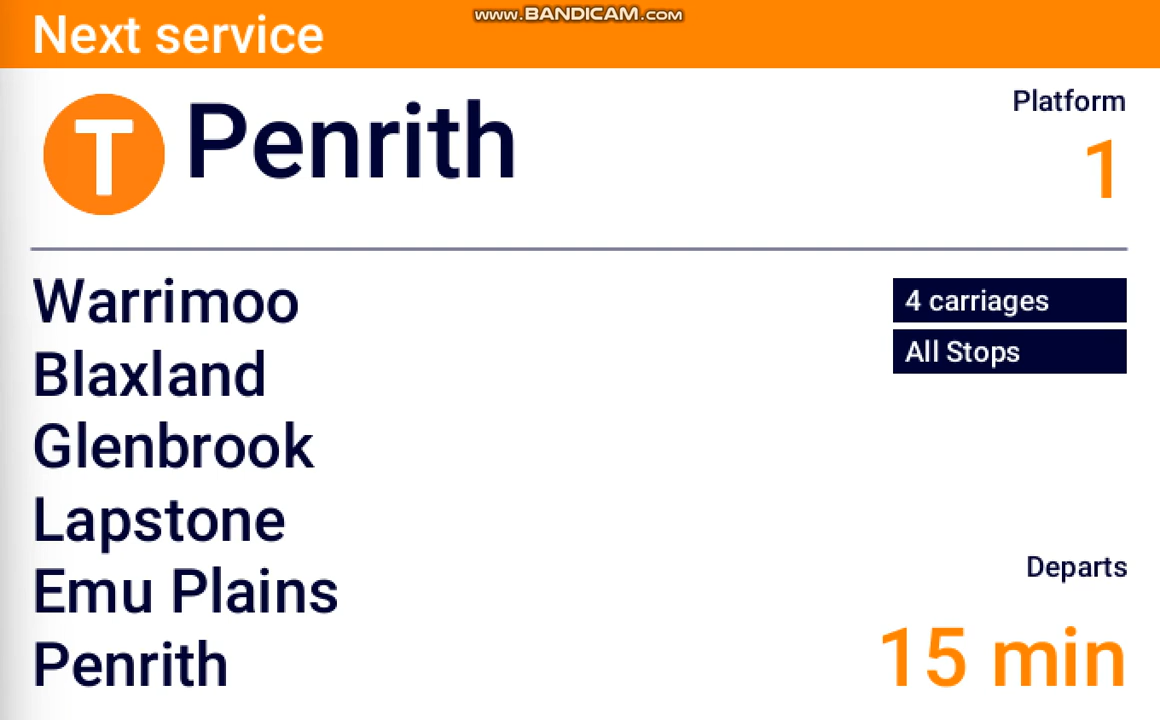 www.BANDICAM.com
Next service
T Penrith
Platform
1
Warrimoo
Blaxland
Glenbrook
Lapstone
Emu Plains
Penrith
4 carriages
All Stops
Departs
15 min